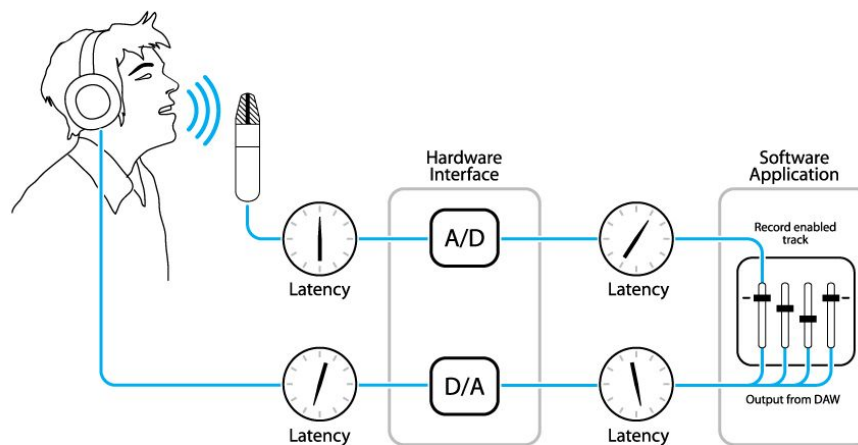 Hardware
Interface
Software
Application
Record enabled
track
A/D
Latency
Latency
D/A
Output from DAW
Latency
Latency